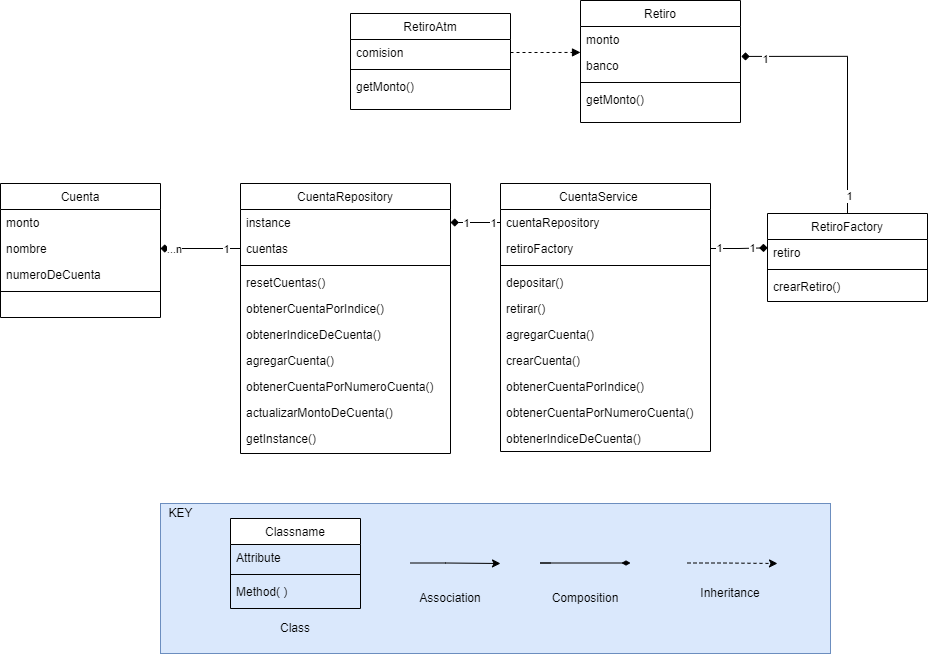 RetiroAtm
comision
getMonto()
Retiro
monto
banco
getMonto()
1
1
Cuenta
monto
nombre
numeroDeCuenta
...n
1
CuentaRepository
instance
cuentas
resetCuentas()
obtenerCuentaPorIndice()
obtenerIndiceDeCuenta()
agregarCuenta()
obtenerCuentaPorNumeroCuenta()
actualizarMontoDeCuenta()
getInstance()
1
1
CuentaService
cuentaRepository
retiroFactory
depositar()
retirar()
agregarCuenta()
crearCuenta()
obtenerCuentaPorIndice()
obtenerCuentaPorNumeroCuenta()
obtenerIndiceDeCuenta()
1
1
RetiroFactory
retiro
crearRetiro()
KEY
Classname
Attribute
Method( )
Class
Association
Composition
Inheritance